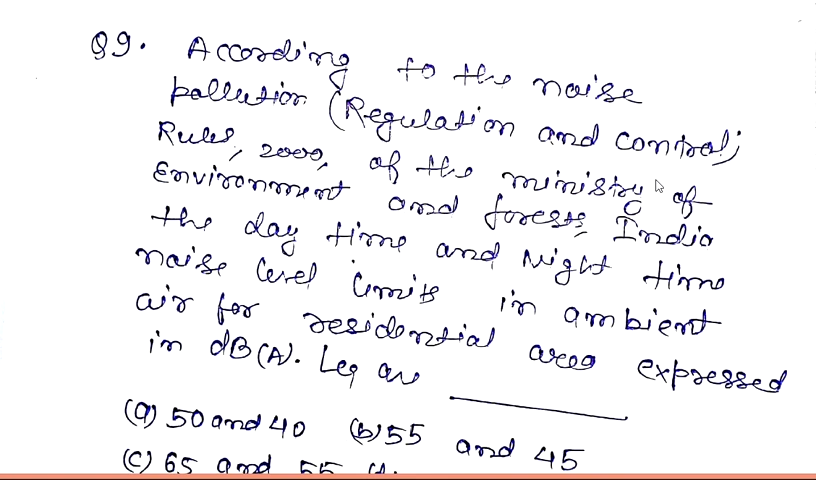 Q9. According to the noise
pollution (Regulation and control)
Rules, 2000, of the ministry of
Environment and forests, India
the day time and Night time
noise level limits in ambient
air for residential area expressed
in dB(A). Leq are ______
(a) 50 and 40 (b) 55 and 45
(c) 65 and 55